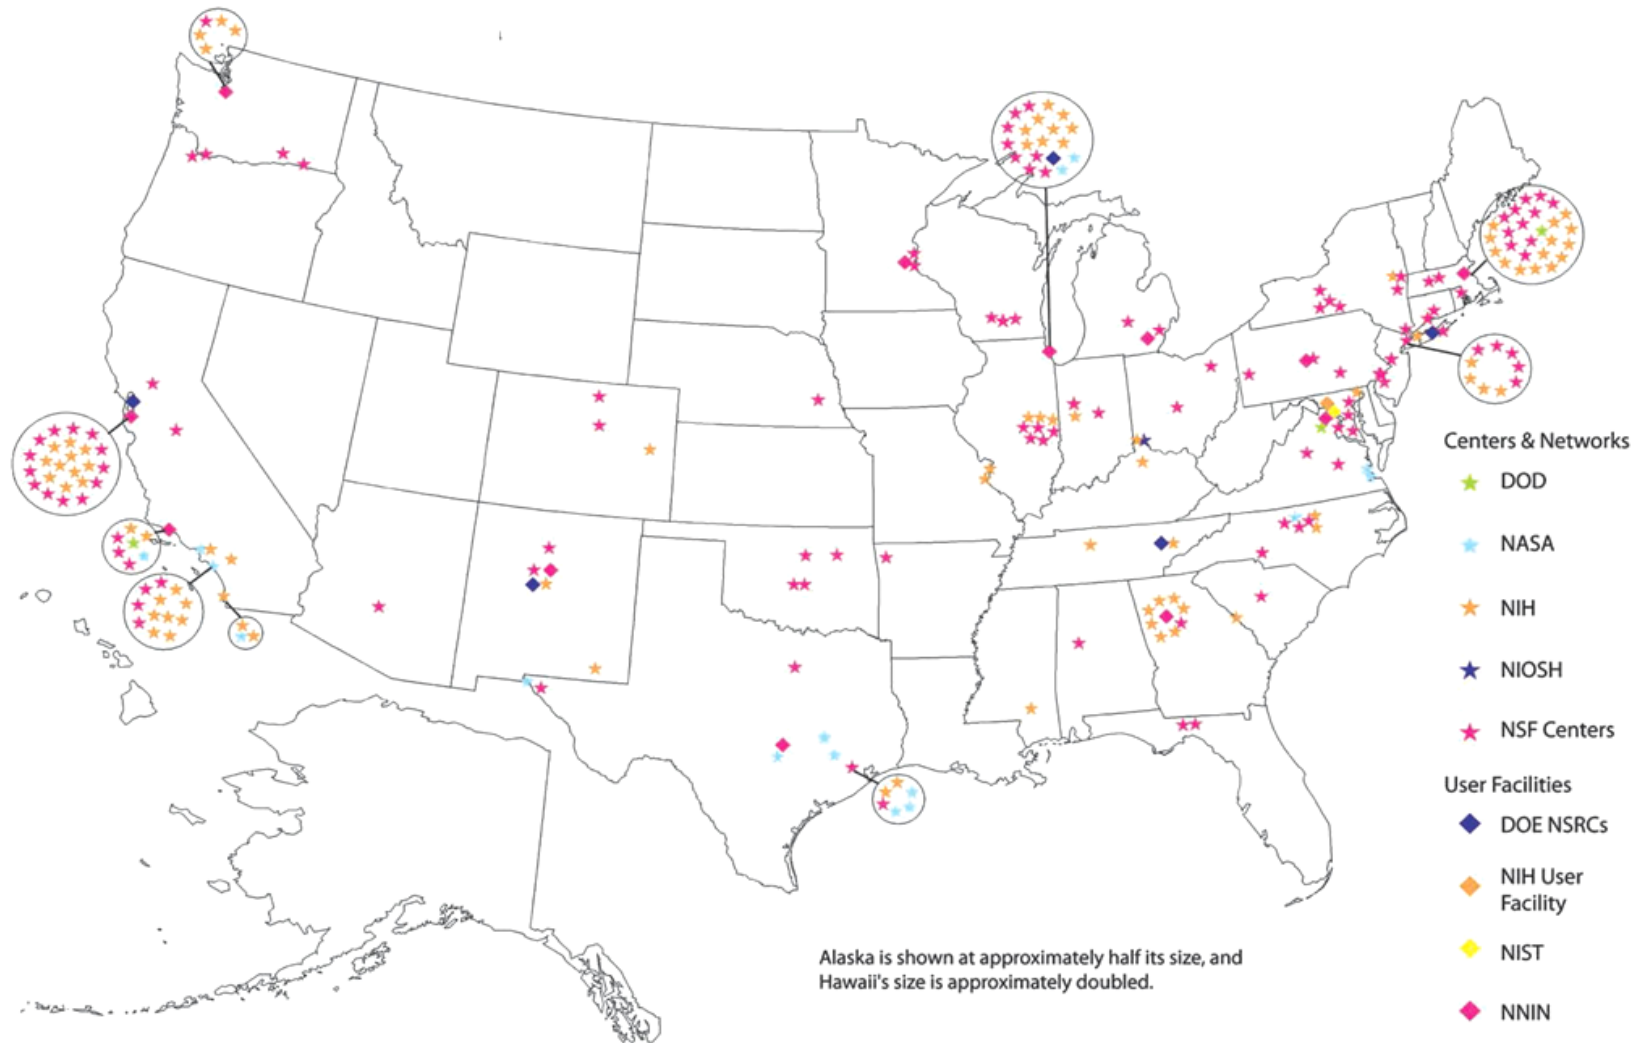 Centers & Networks
DOD
NASA
NIH
NIOSH
NSF Centers
User Facilities
DOE NSRCs
NIH User
Facility
NIST
NNIN
Alaska is shown at approximately half its size, and
Hawaii's size is approximately doubled.